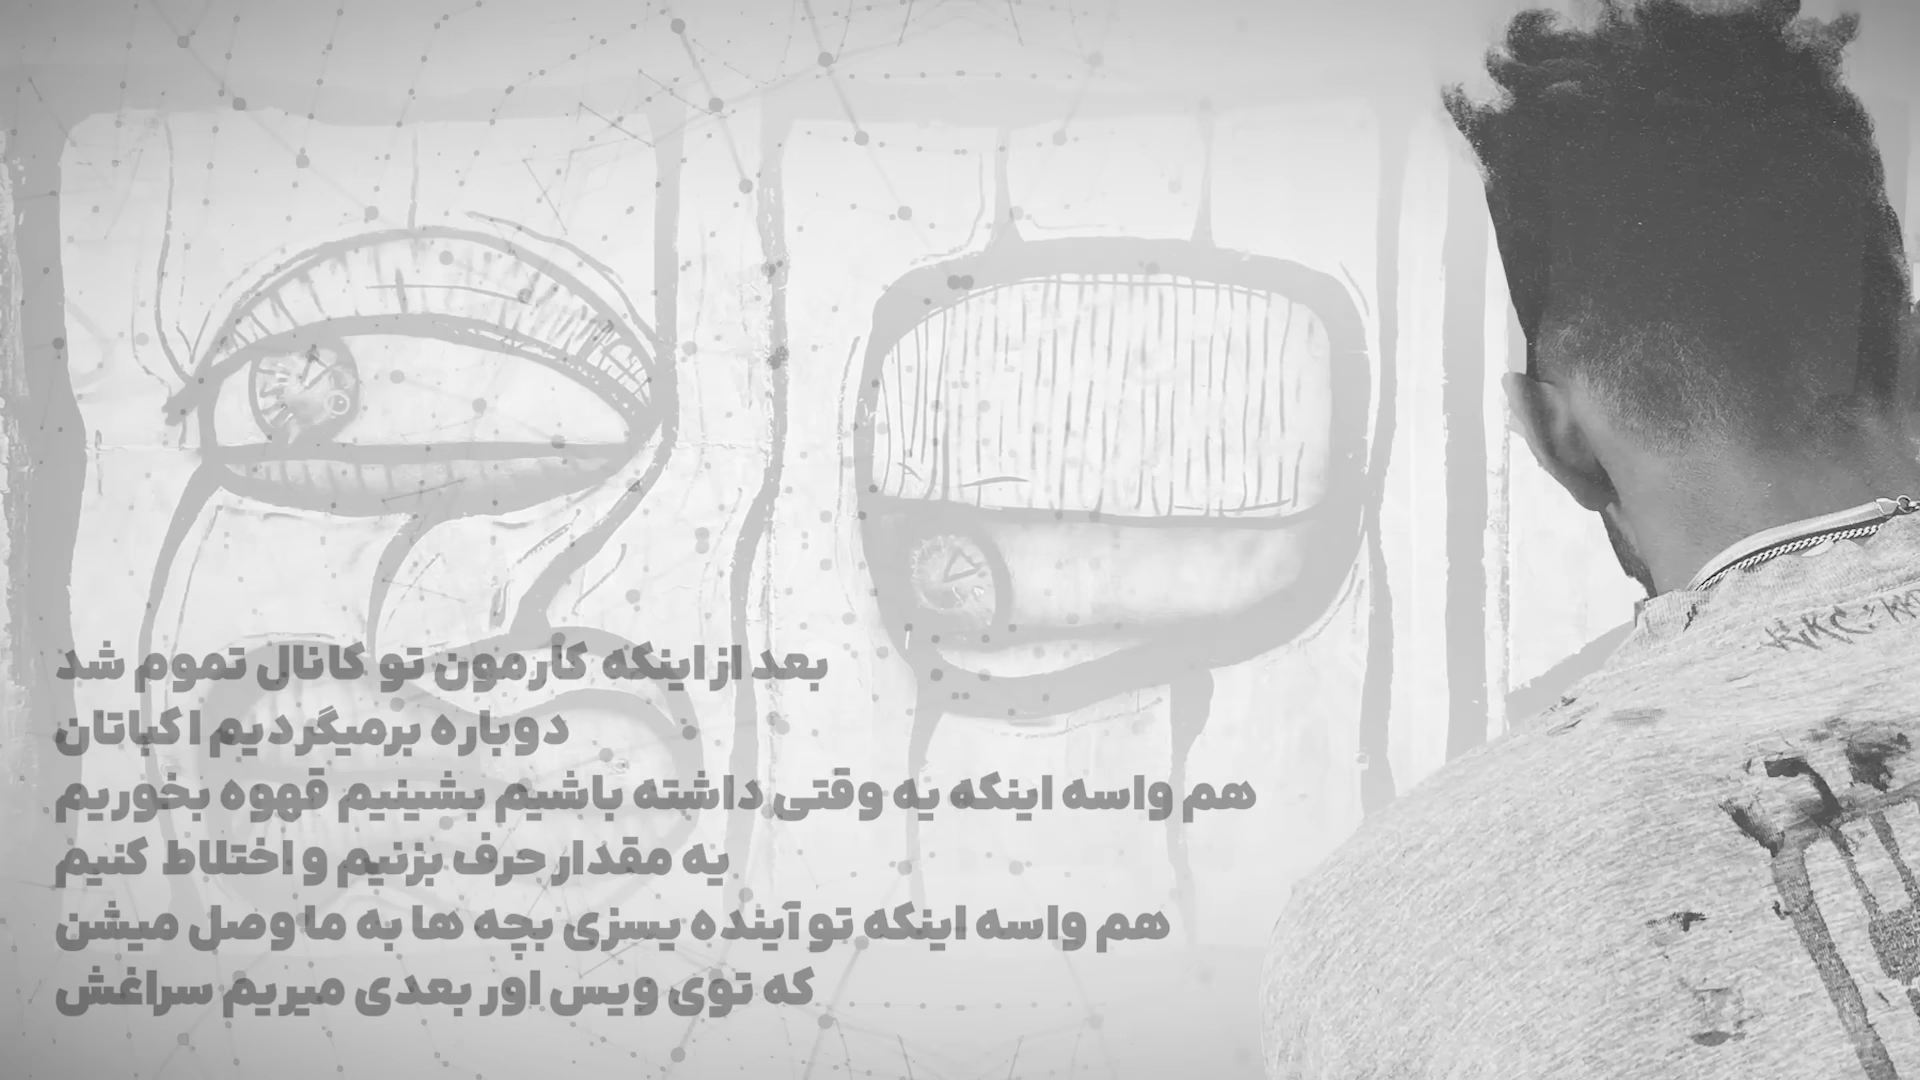 بعد از اینکه کارمون تو کانال تموم شد
دوباره برمیگردیم اکباتان
هم واسه اینکه یه وقتی داشته باشیم بشینیم قهوه بخوریم
یه مقدار حرف بزنیم و اختلاط کنیم
هم واسه اینکه تو آینده یسزی بچه ها به ما وصل میشن
که توی ویس اور بعدی میریم سراغش